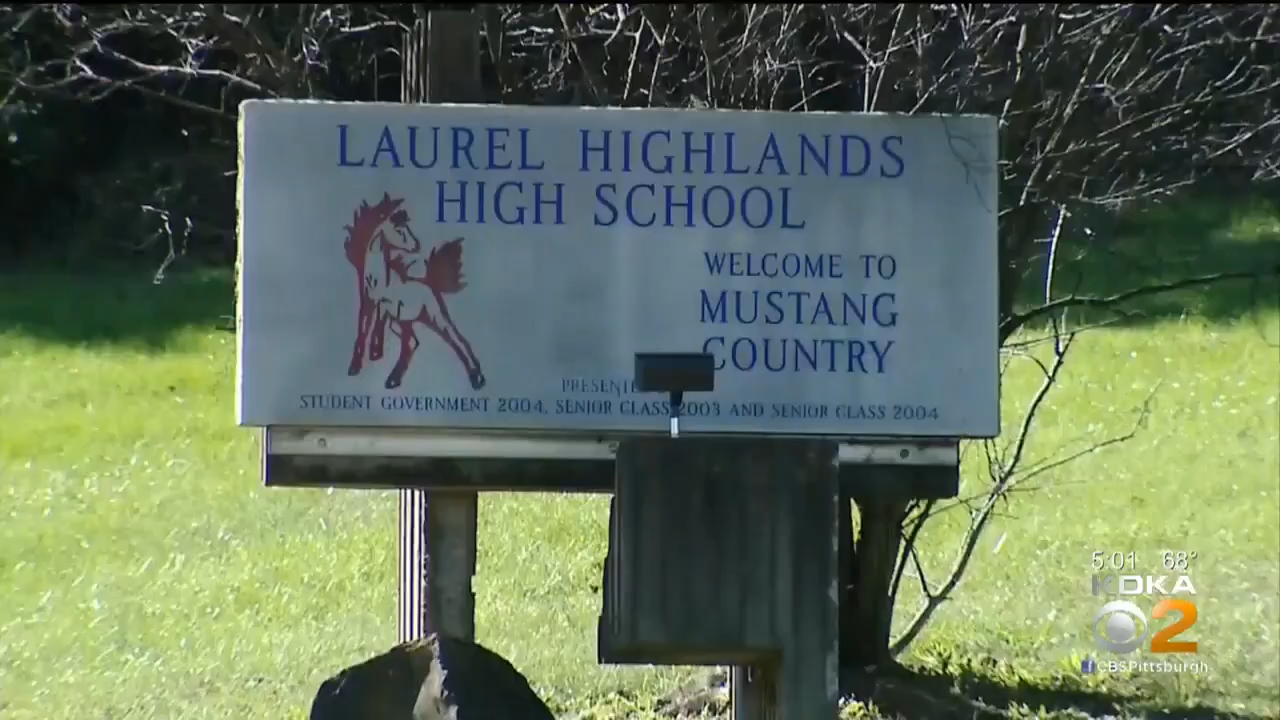 LAUREL HIGHLANDS
HIGH SCHOOL
WELCOME TO
MUSTANG
COUNTRY
STUDENT GOVERNMENT 2004, SENIOR CLASS 2003 AND SENIOR CLASS 2004
5:01 68°
KDKA
2
f CBSPittsburgh